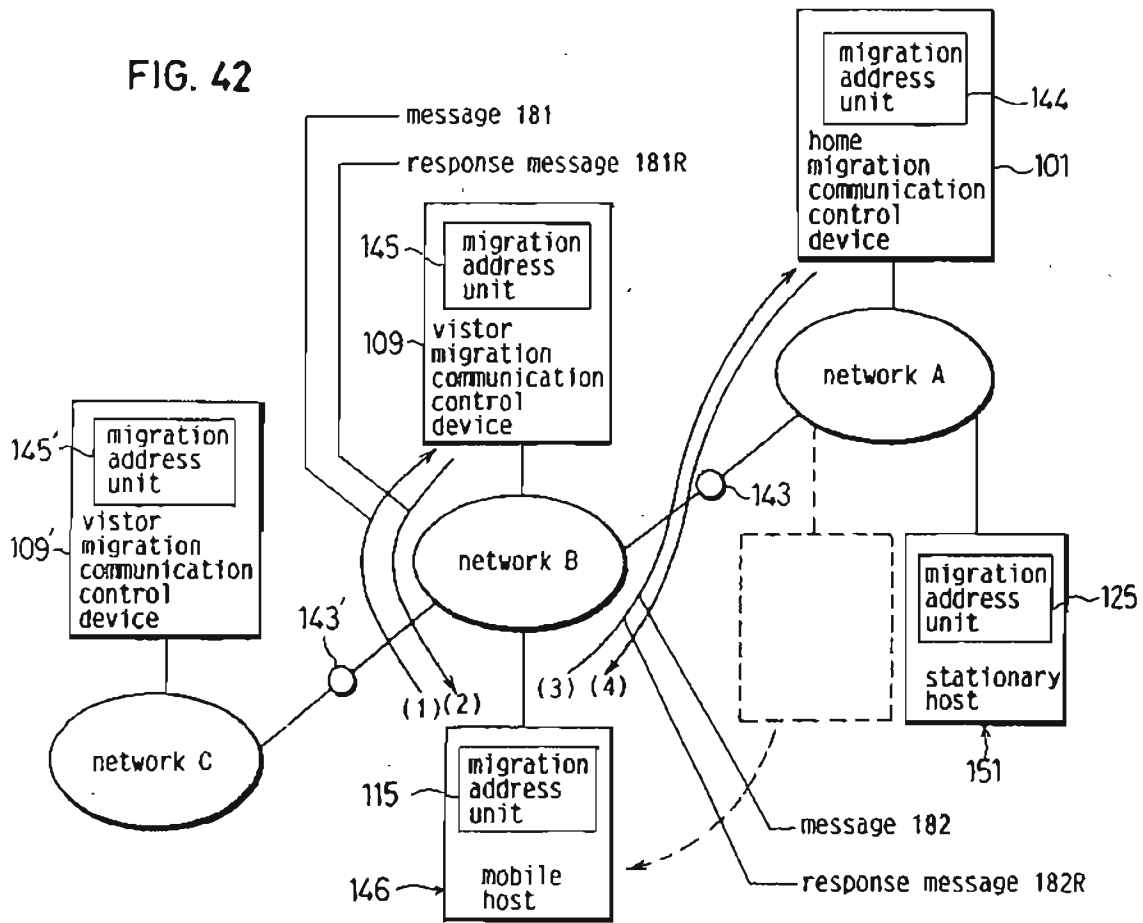 FIG. 42
message 181
response message 181R
migration
address
unit
144
home
migration
communication
control
device
101
145
migration
address
unit
109
vistor
migration
communication
control
device
network A
145′
migration
address
unit
109′
vistor
migration
communication
control
device
143
network B
143′
125
migration
address
unit
stationary
host
151
(1)
(2)
(3)
(4)
network C
115
migration
address
unit
146
mobile
host
message 182
response message 182R